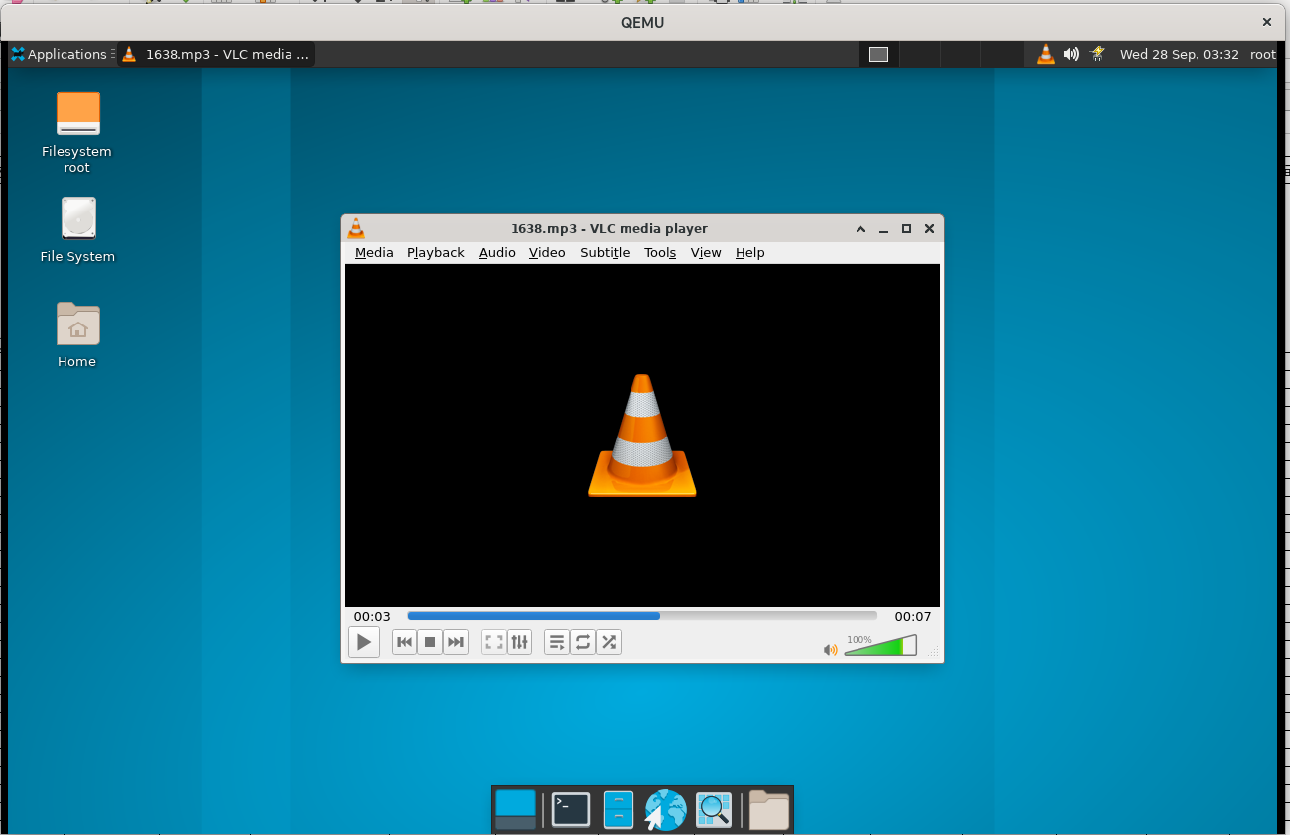 QEMU
Applications
1638.mp3 - VLC media ...
Wed 28 Sep. 03:32
root
Filesystem
root
File System
Home
1638.mp3 - VLC media player
Media Playback Audio Video Subtitle Tools View Help
00:03
00:07
100%
>_